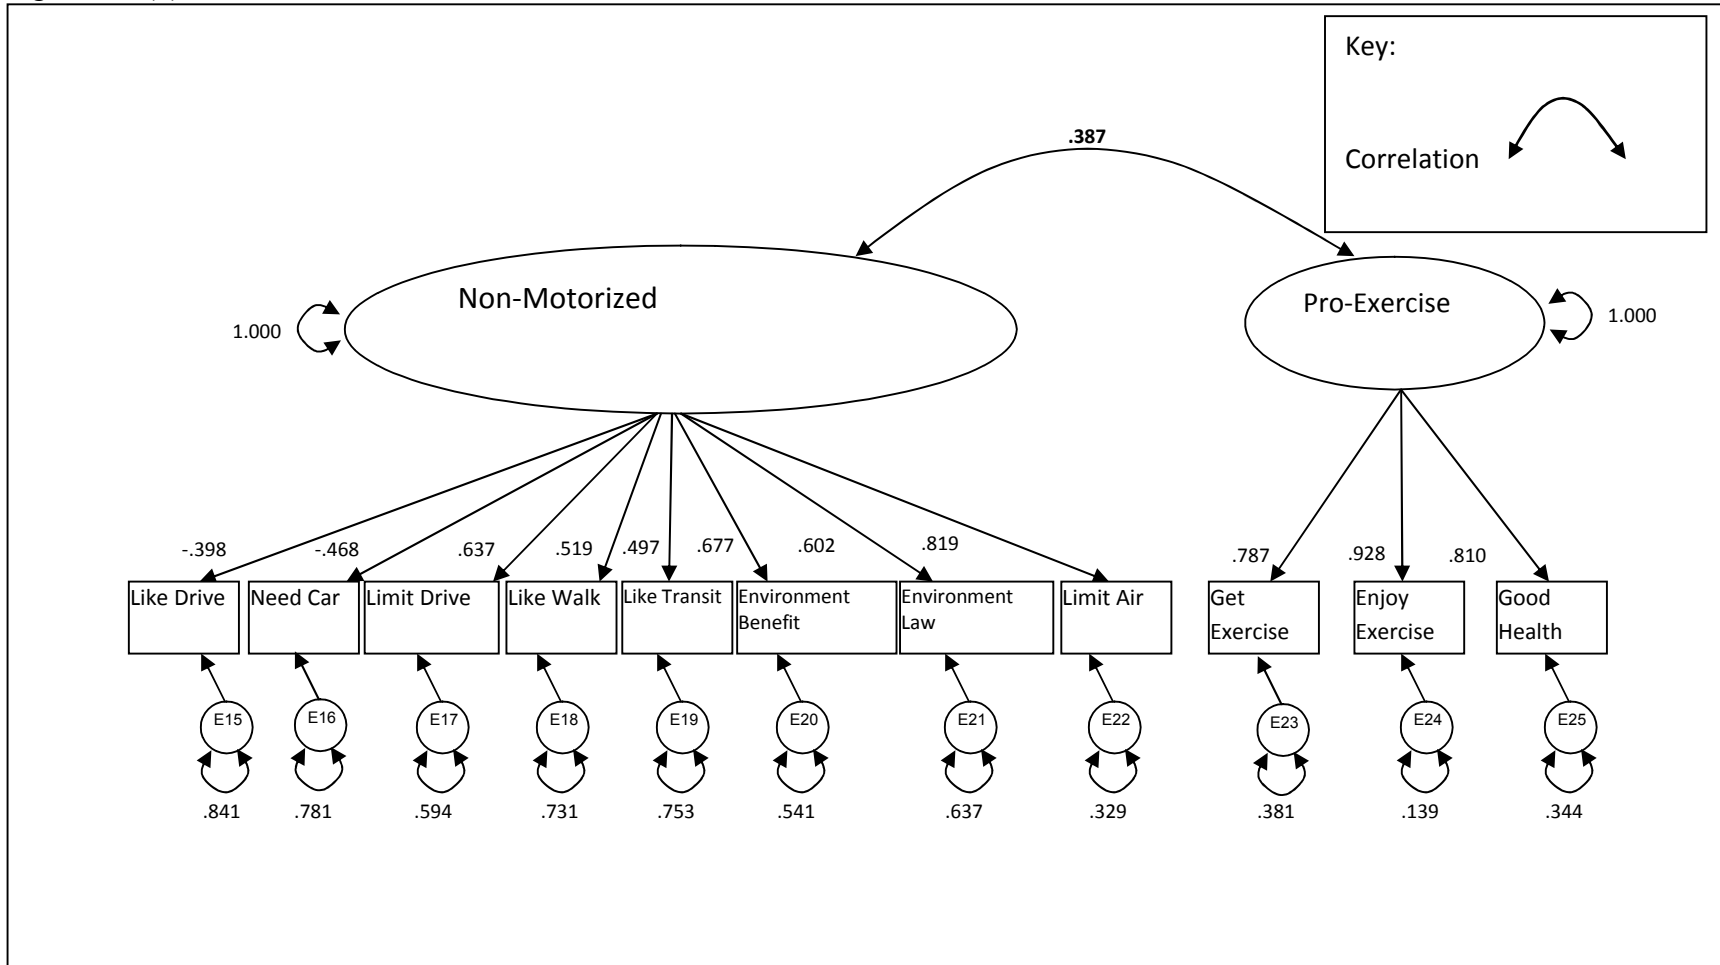 Key:
Correlation
.387
Non-Motorized
Pro-Exercise
1.000
1.000
-.398
-.468
.637
.519
.497
.677
.602
.819
.787
.928
.810
Like Drive
Need Car
Limit Drive
Like Walk
Like Transit
Environment
Benefit
Environment
Law
Limit Air
Get
Exercise
Enjoy
Exercise
Good
Health
E15
E16
E17
E18
E19
E20
E21
E22
E23
E24
E25
.841
.781
.594
.731
.753
.541
.637
.329
.381
.139
.344